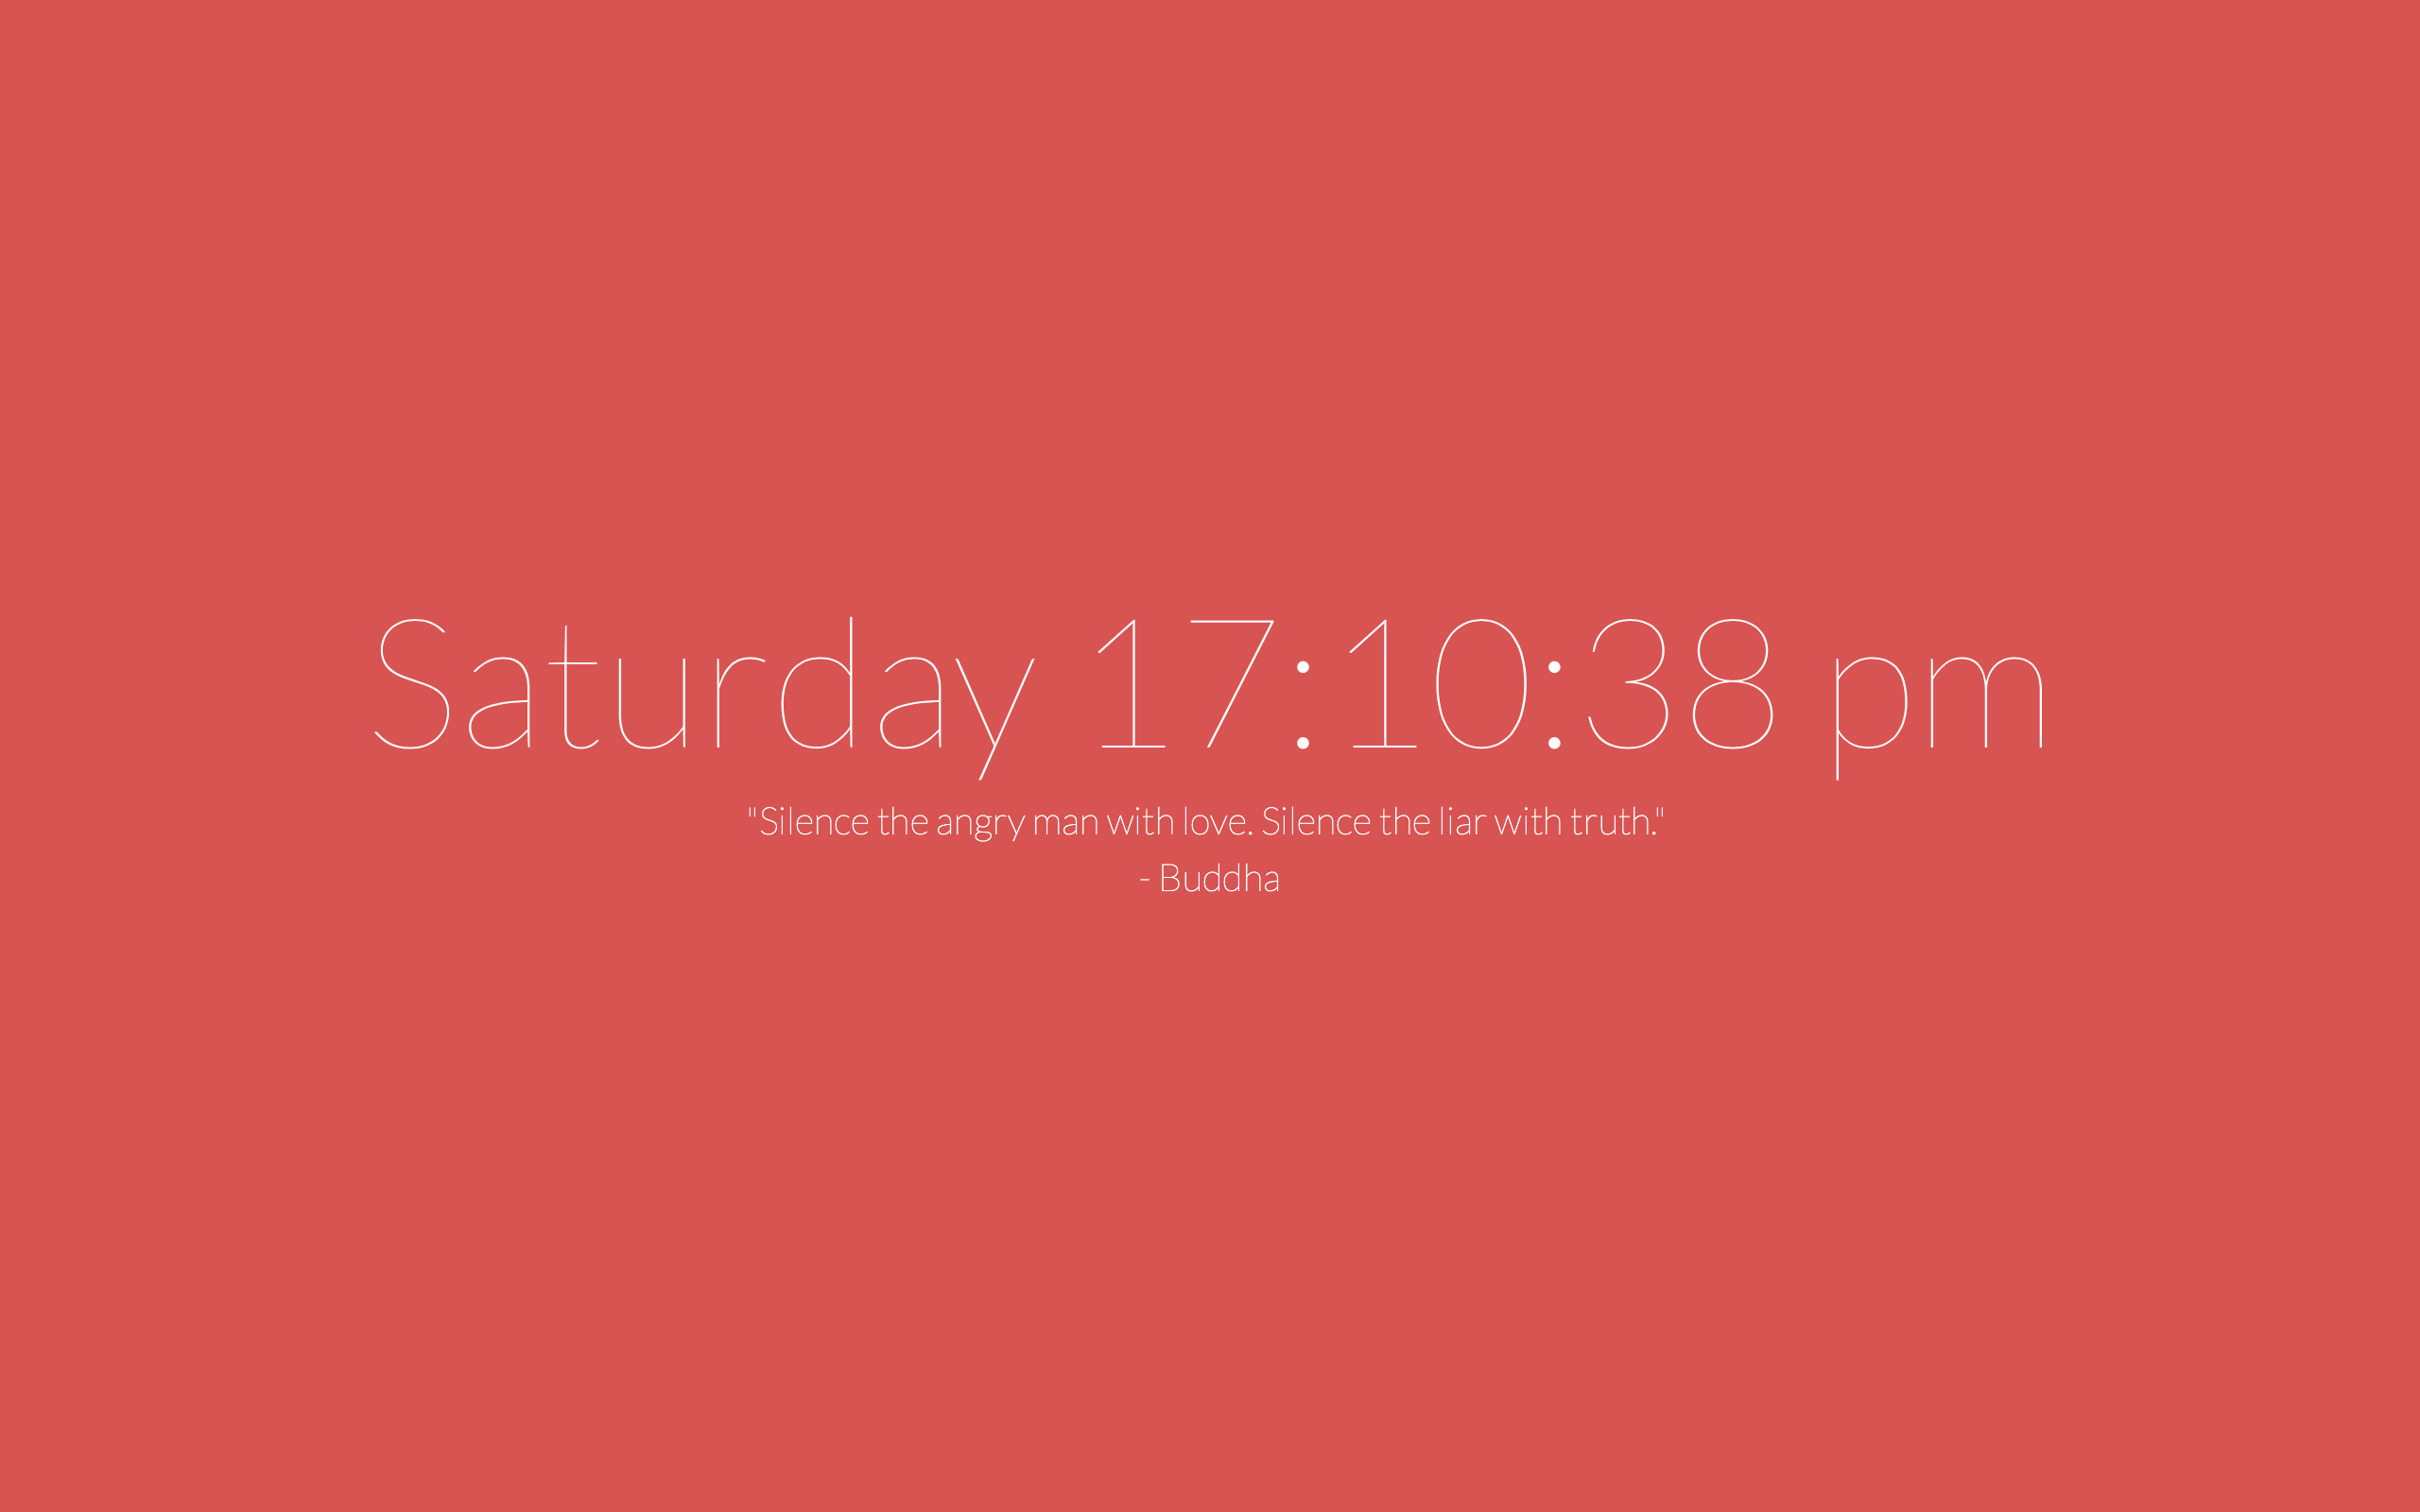 Saturday 17:10:38 pm
"Silence the angry man with love. Silence the liar with truth."
- Buddha